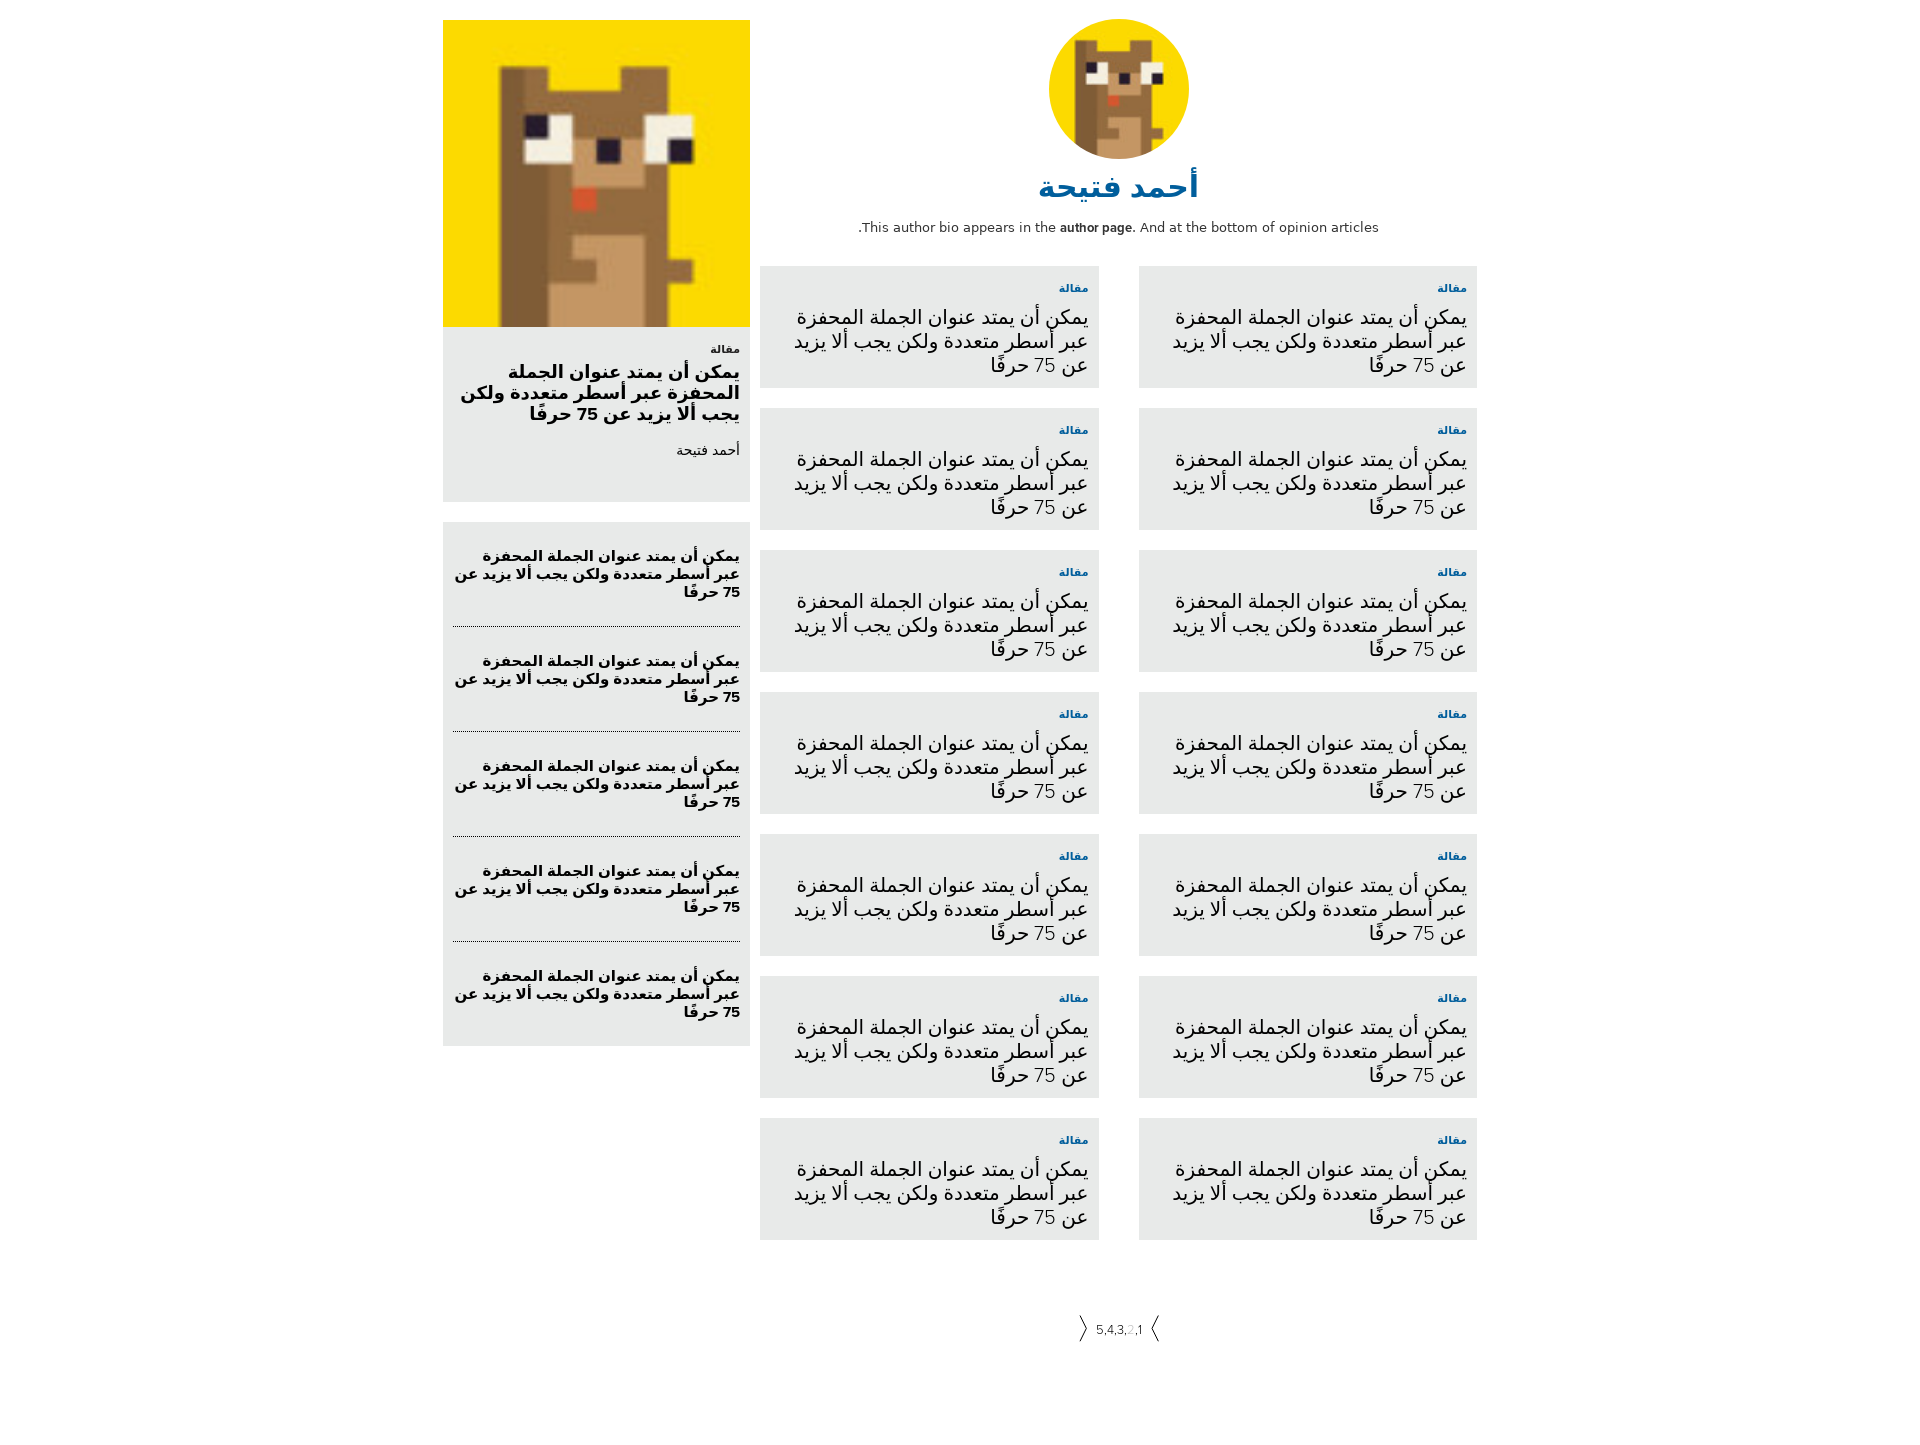 أحمد فتيحة
This author bio appears in the author page. And at the bottom of opinion articles.
مقالة
يمكن أن يمتد عنوان الجملة المحفزة
عبر أسطر متعددة ولكن يجب ألا يزيد
عن 75 حرفًا
مقالة
يمكن أن يمتد عنوان الجملة المحفزة
عبر أسطر متعددة ولكن يجب ألا يزيد
عن 75 حرفًا
مقالة
يمكن أن يمتد عنوان الجملة المحفزة
عبر أسطر متعددة ولكن يجب ألا يزيد
عن 75 حرفًا
مقالة
يمكن أن يمتد عنوان الجملة المحفزة
عبر أسطر متعددة ولكن يجب ألا يزيد
عن 75 حرفًا
مقالة
يمكن أن يمتد عنوان الجملة المحفزة
عبر أسطر متعددة ولكن يجب ألا يزيد
عن 75 حرفًا
مقالة
يمكن أن يمتد عنوان الجملة المحفزة
عبر أسطر متعددة ولكن يجب ألا يزيد
عن 75 حرفًا
مقالة
يمكن أن يمتد عنوان الجملة المحفزة
عبر أسطر متعددة ولكن يجب ألا يزيد
عن 75 حرفًا
مقالة
يمكن أن يمتد عنوان الجملة المحفزة
عبر أسطر متعددة ولكن يجب ألا يزيد
عن 75 حرفًا
مقالة
يمكن أن يمتد عنوان الجملة المحفزة
عبر أسطر متعددة ولكن يجب ألا يزيد
عن 75 حرفًا
مقالة
يمكن أن يمتد عنوان الجملة المحفزة
عبر أسطر متعددة ولكن يجب ألا يزيد
عن 75 حرفًا
مقالة
يمكن أن يمتد عنوان الجملة المحفزة
عبر أسطر متعددة ولكن يجب ألا يزيد
عن 75 حرفًا
مقالة
يمكن أن يمتد عنوان الجملة المحفزة
عبر أسطر متعددة ولكن يجب ألا يزيد
عن 75 حرفًا
مقالة
يمكن أن يمتد عنوان الجملة المحفزة
عبر أسطر متعددة ولكن يجب ألا يزيد
عن 75 حرفًا
مقالة
يمكن أن يمتد عنوان الجملة المحفزة
عبر أسطر متعددة ولكن يجب ألا يزيد
عن 75 حرفًا
5,4,3,2,1
مقالة
يمكن أن يمتد عنوان الجملة
المحفزة عبر أسطر متعددة ولكن
يجب ألا يزيد عن 75 حرفًا
أحمد فتيحة
يمكن أن يمتد عنوان الجملة المحفزة
عبر أسطر متعددة ولكن يجب ألا يزيد عن
75 حرفًا
يمكن أن يمتد عنوان الجملة المحفزة
عبر أسطر متعددة ولكن يجب ألا يزيد عن
75 حرفًا
يمكن أن يمتد عنوان الجملة المحفزة
عبر أسطر متعددة ولكن يجب ألا يزيد عن
75 حرفًا
يمكن أن يمتد عنوان الجملة المحفزة
عبر أسطر متعددة ولكن يجب ألا يزيد عن
75 حرفًا
يمكن أن يمتد عنوان الجملة المحفزة
عبر أسطر متعددة ولكن يجب ألا يزيد عن
75 حرفًا